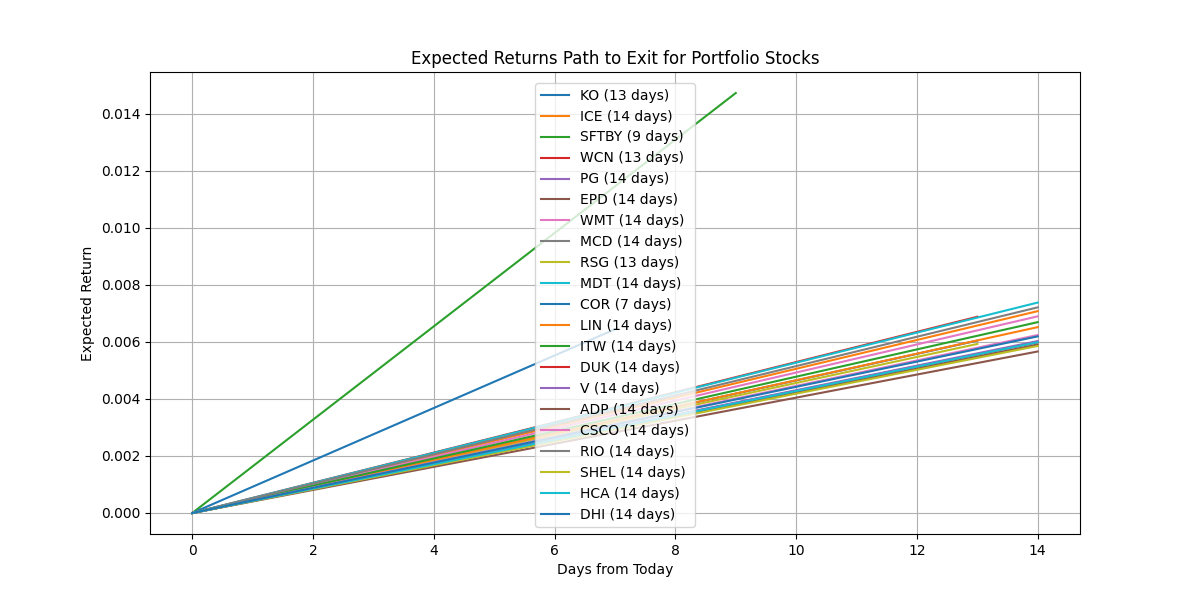 Expected Returns Path to Exit for Portfolio Stocks
Expected Return
0.014
0.012
0.010
0.008
0.006
0.004
0.002
0.000
KO (13 days)
ICE (14 days)
SFTBY (9 days)
WCN (13 days)
PG (14 days)
EPD (14 days)
WMT (14 days)
MCD (14 days)
RSG (13 days)
MDT (14 days)
COR (7 days)
LIN (14 days)
ITW (14 days)
DUK (14 days)
V (14 days)
ADP (14 days)
CSCO (14 days)
RIO (14 days)
SHEL (14 days)
HCA (14 days)
DHI (14 days)
0 2 4 6 8 10 12 14
Days from Today